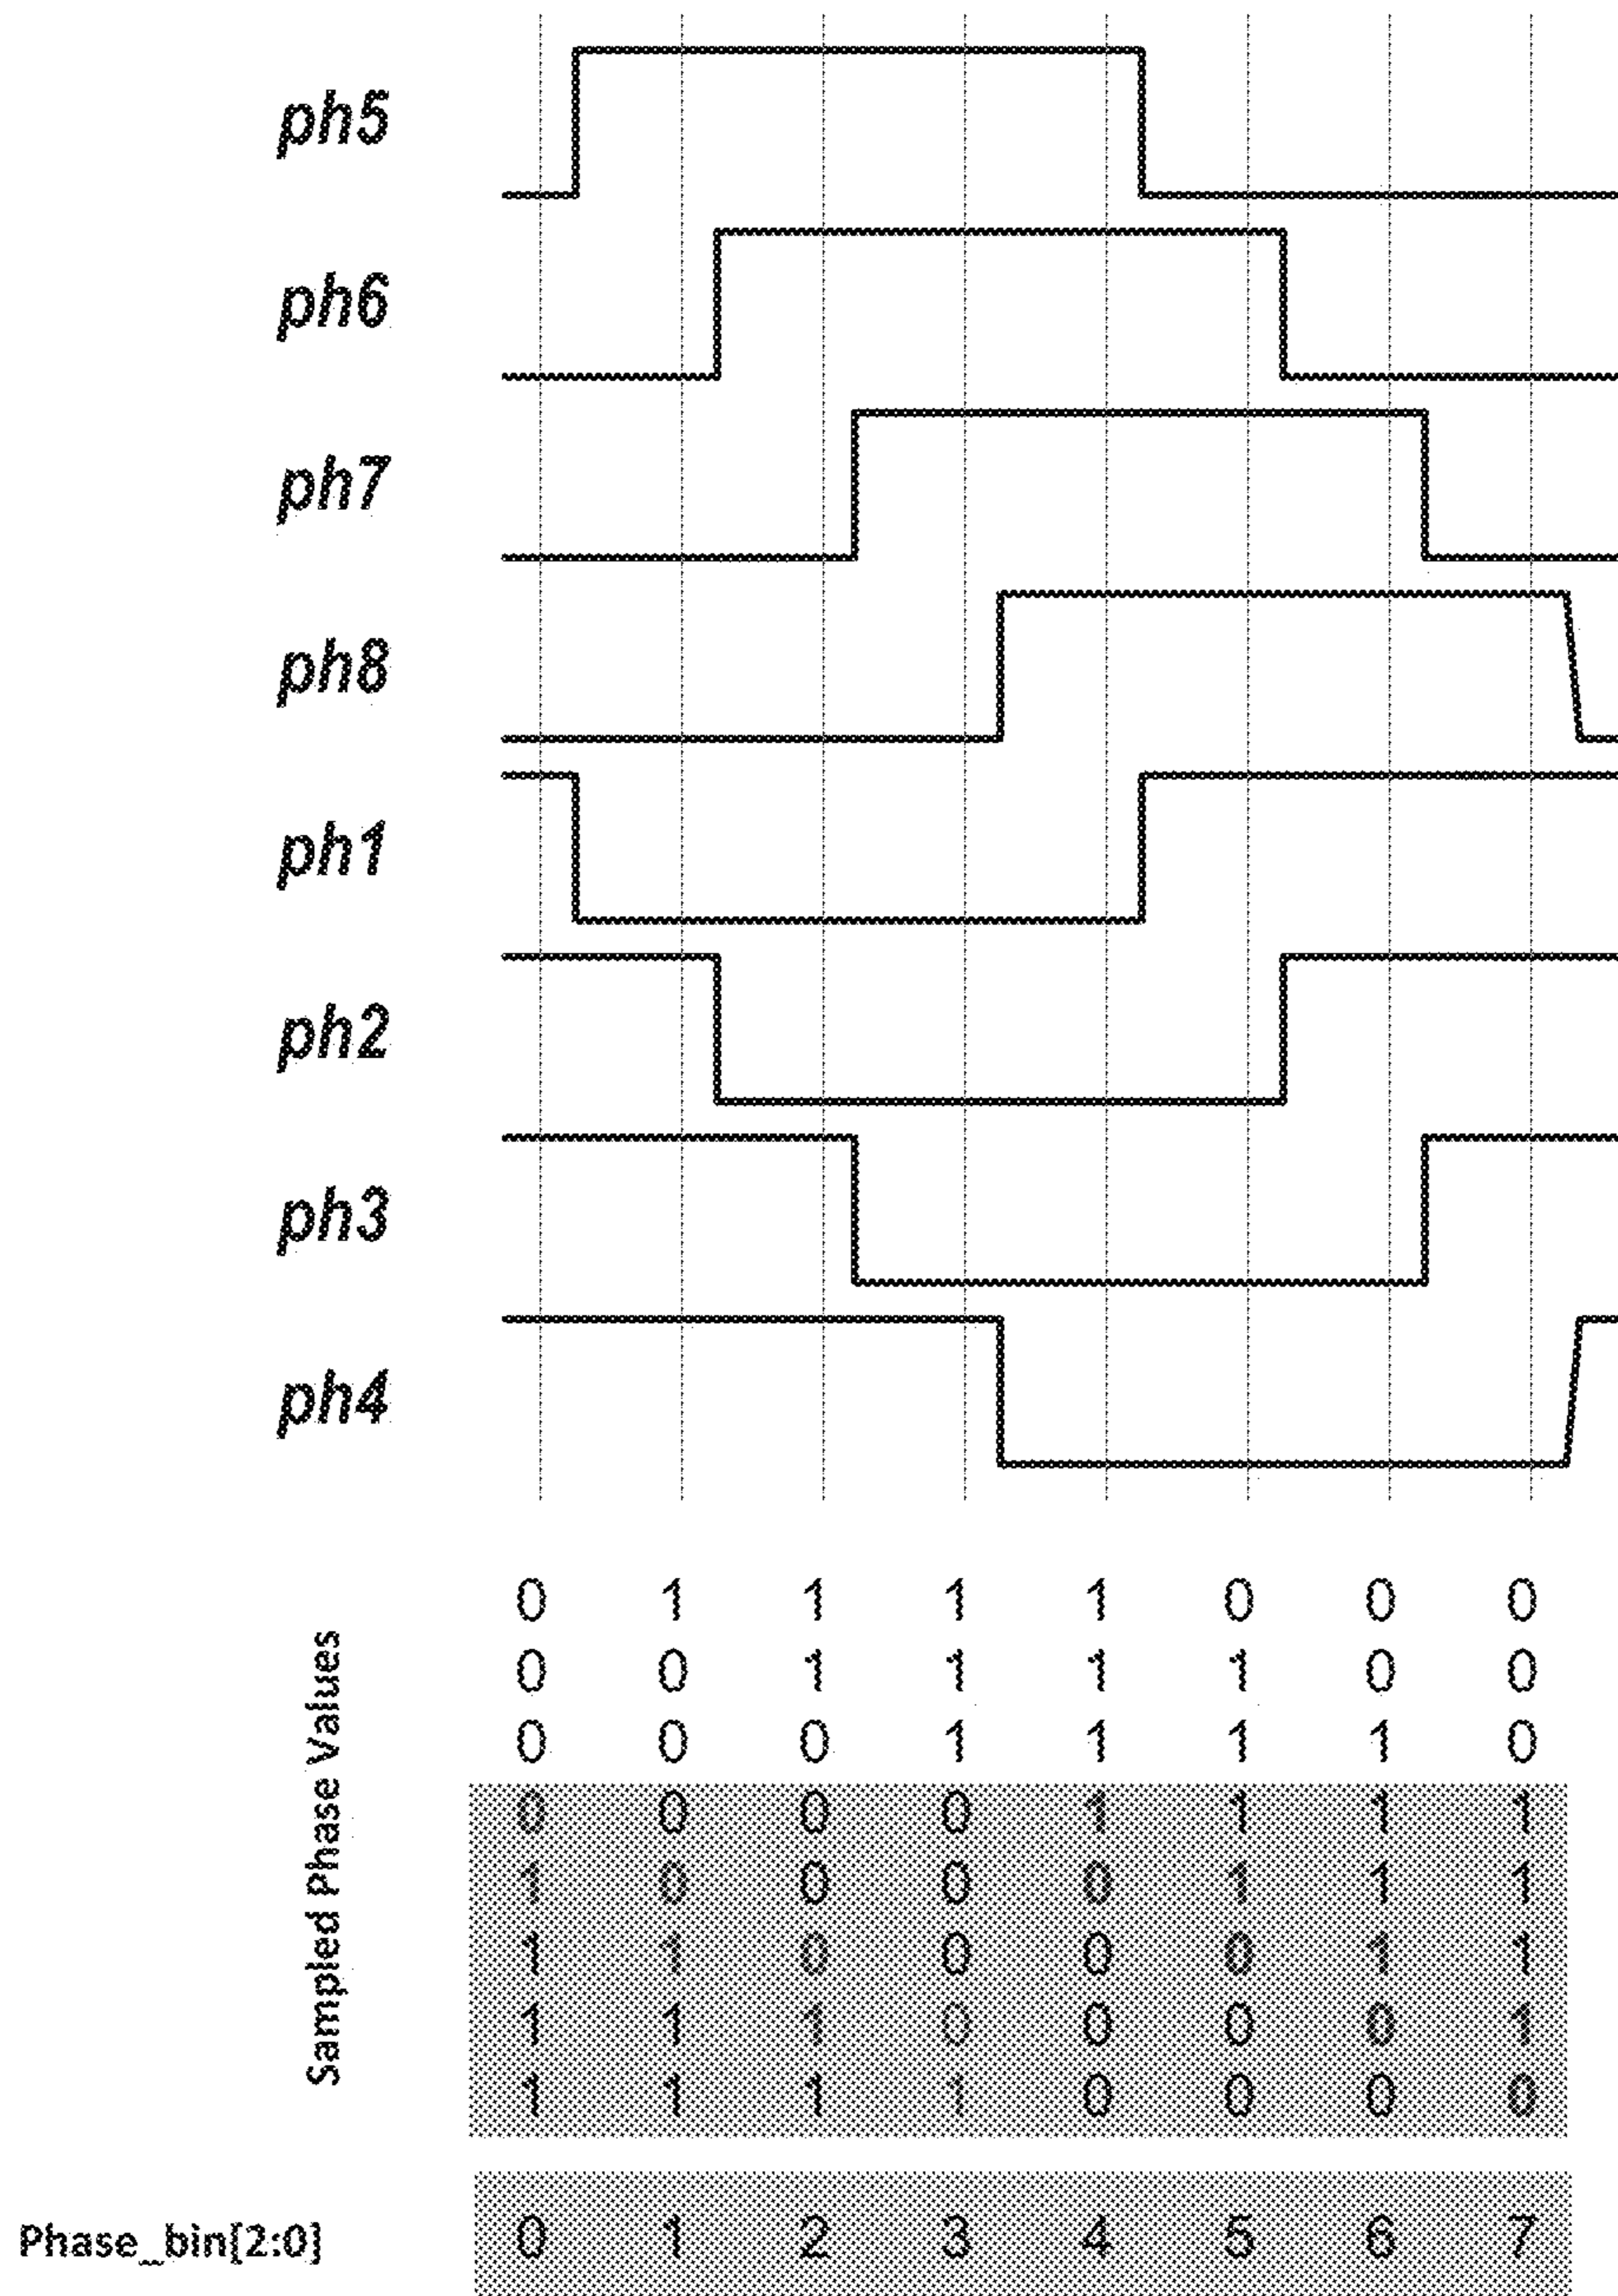 ph5
ph6
ph7
ph8
ph1
ph2
ph3
ph4
Sampled Phase Values
0 1 1 1 1 0 0 0
0 0 1 1 1 1 0 0
0 0 0 1 1 1 1 0
0 0 0 0 1 1 1 1
1 0 0 0 0 1 1 1
1 1 0 0 0 0 1 1
1 1 1 0 0 0 0 1
1 1 1 1 0 0 0 0
Phase_bin[2:0] 0 1 2 3 4 5 6 7